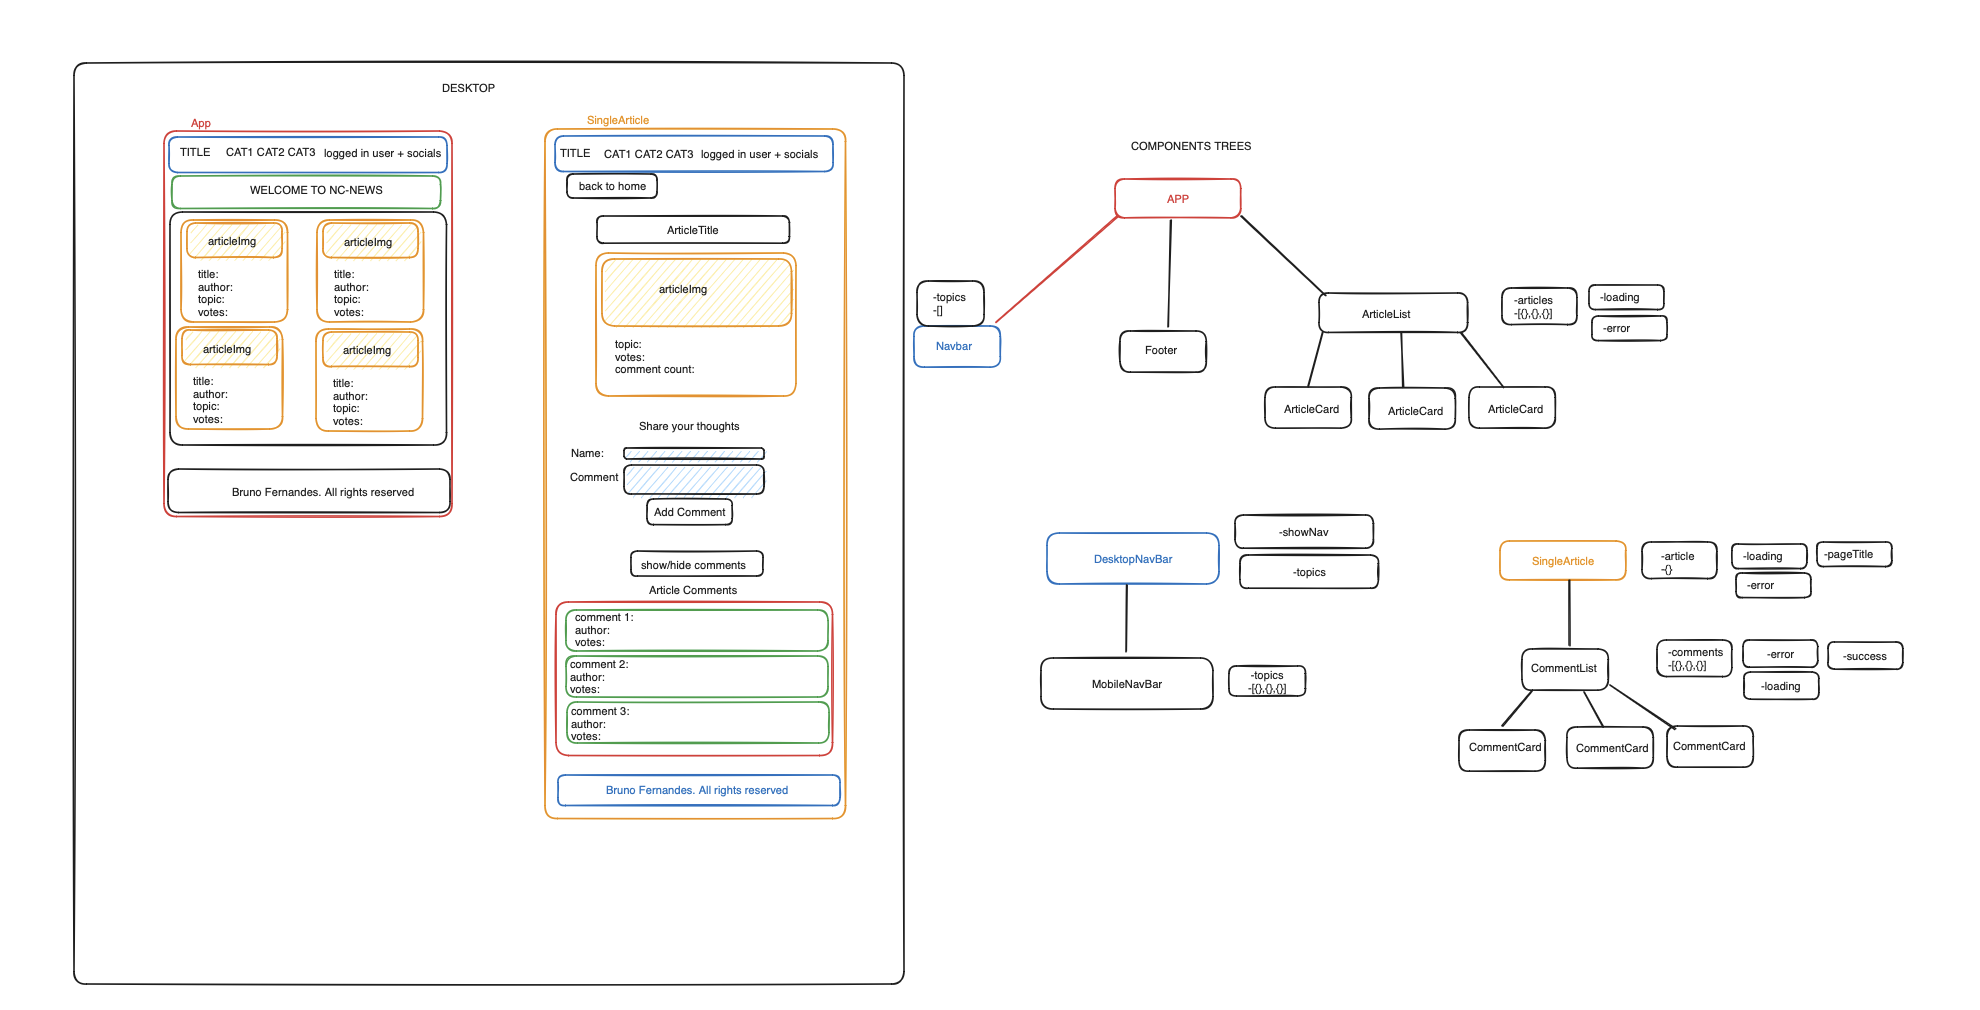 DESKTOP
App
TITLE CAT1 CAT2 CAT3 logged in user + socials
WELCOME TO NC-NEWS
articleImg
title:
author:
topic:
votes:
articleImg
title:
author:
topic:
votes:
articleImg
title:
author:
topic:
votes:
articleImg
title:
author:
topic:
votes:
Bruno Fernandes. All rights reserved
SingleArticle
TITLE CAT1 CAT2 CAT3 logged in user + socials
back to home
ArticleTitle
articleImg
topic:
votes:
comment count:
Share your thoughts
Name:
Comment
Add Comment
show/hide comments
Article Comments
comment 1:
author:
votes:
comment 2:
author:
votes:
comment 3:
author:
votes:
Bruno Fernandes. All rights reserved
COMPONENTS TREES
APP
-topics
-[]
Navbar
Footer
ArticleList
-articles
-[{},{},{}]
-loading
-error
ArticleCard
ArticleCard
ArticleCard
DesktopNavBar
-showNav
-topics
MobileNavBar
-topics
-[{},{},{}]
SingleArticle
-article
-{}
-loading
-error
-pageTitle
CommentList
-comments
-[{},{},{}]
-error
-loading
-success
CommentCard
CommentCard
CommentCard